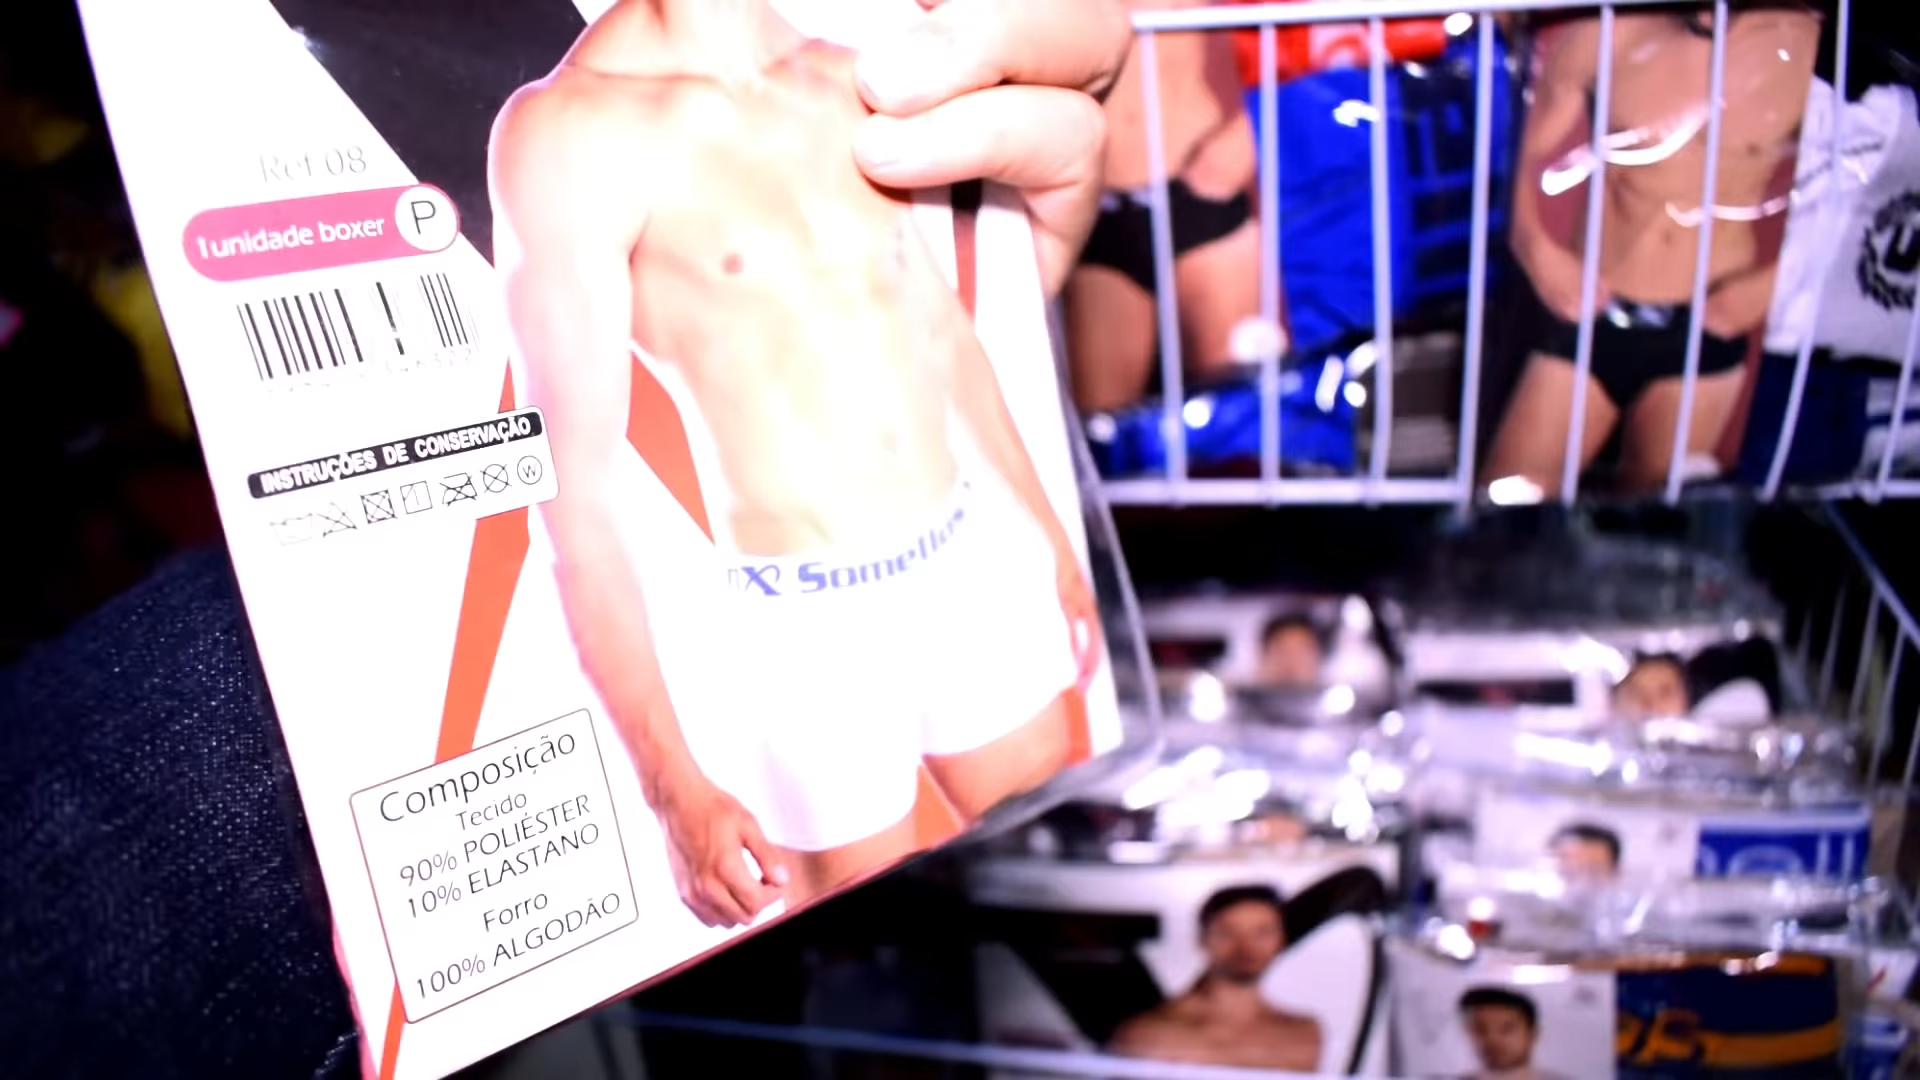 Ref 08
1 unidade boxer P
INSTRUÇÕES DE CONSERVAÇÃO
W
Composição
Tecido
90% POLIÉSTER
10% ELASTANO
Forro
100% ALGODÃO